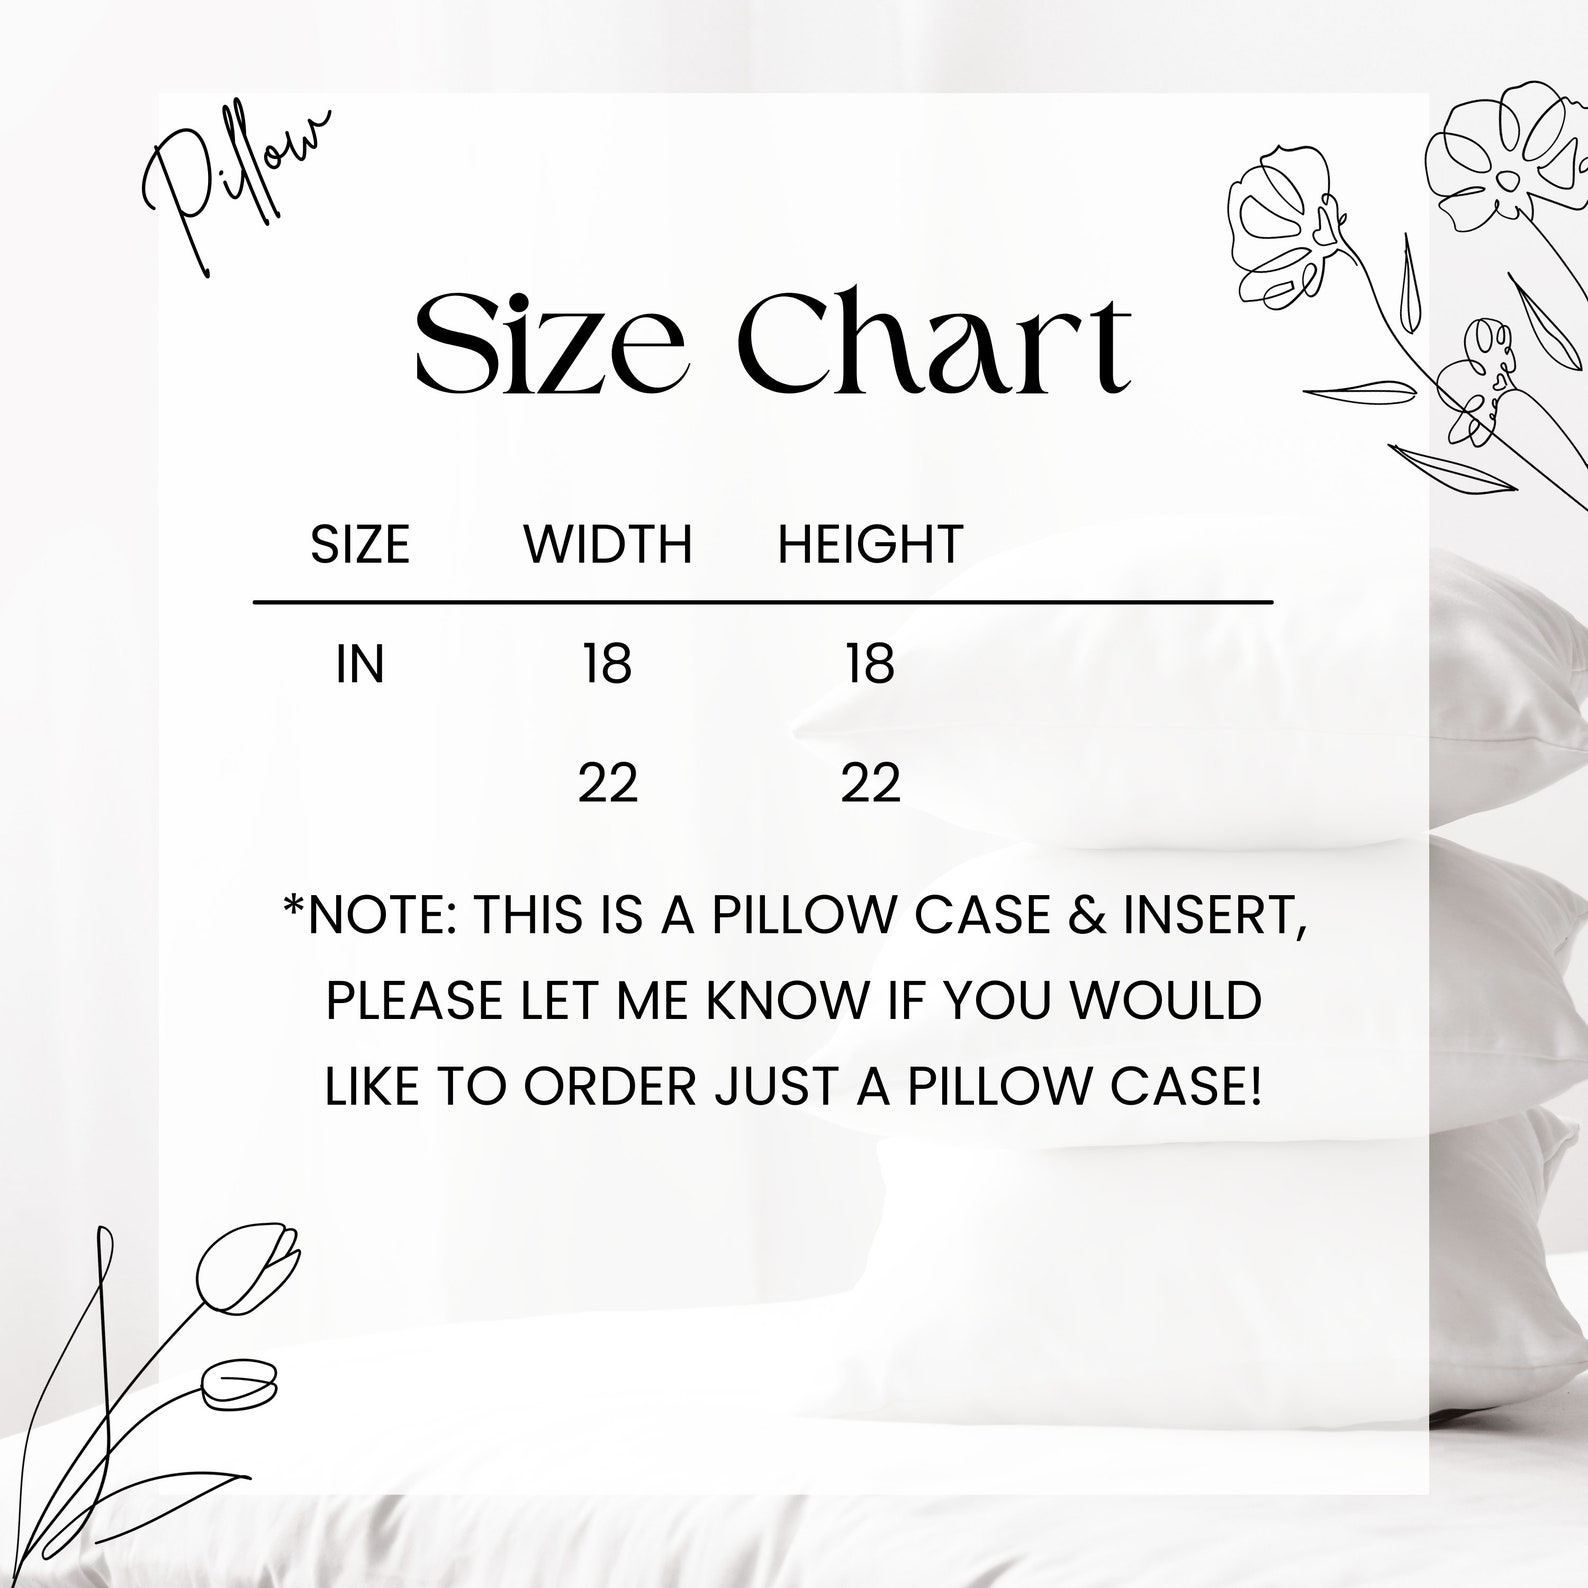 Pillow
Size Chart
SIZE WIDTH HEIGHT
IN 18 18
22 22
*NOTE: THIS IS A PILLOW CASE & INSERT,
PLEASE LET ME KNOW IF YOU WOULD
LIKE TO ORDER JUST A PILLOW CASE!